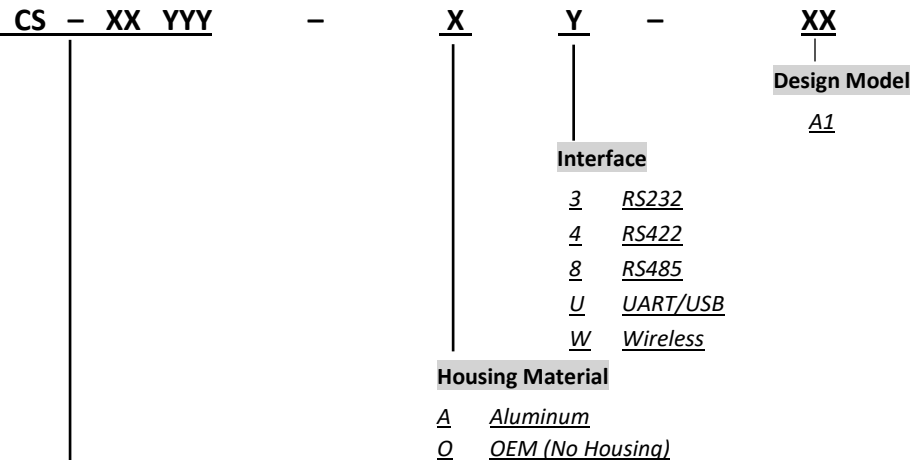 CS – XX YYY – X Y – XX
Design Model
A1
Interface
3 RS232
4 RS422
8 RS485
U UART/USB
W Wireless
Housing Material
A Aluminum
O OEM (No Housing)